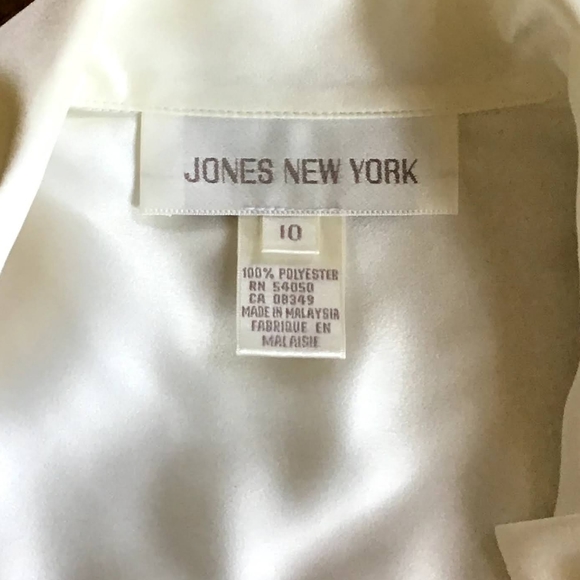 JONES NEW YORK
10
100% POLYESTER
RN 54050
CA 08349
MADE IN MALAYSIA
FABRIQUE EN
MALAISIE